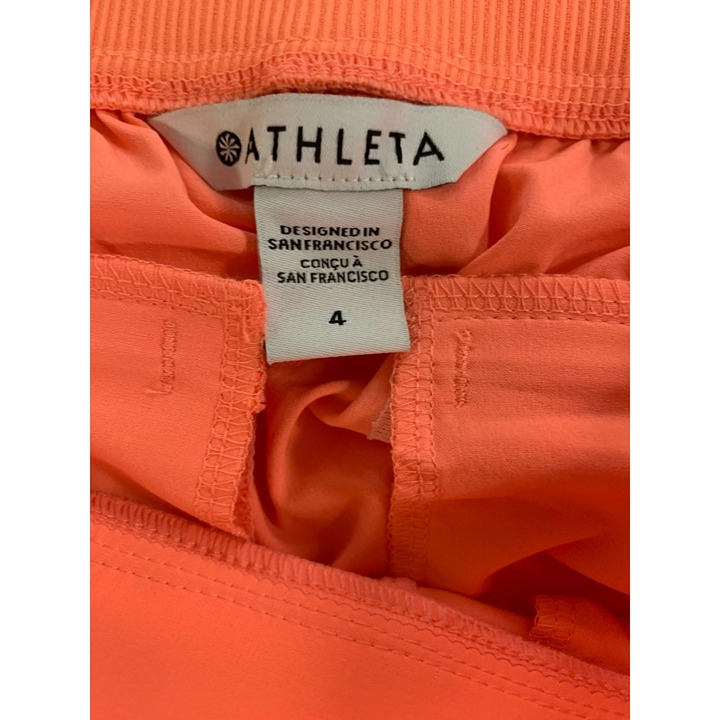 ATHLETA
DESIGNED IN
SAN FRANCISCO
CONÇU À
SAN FRANCISCO
4